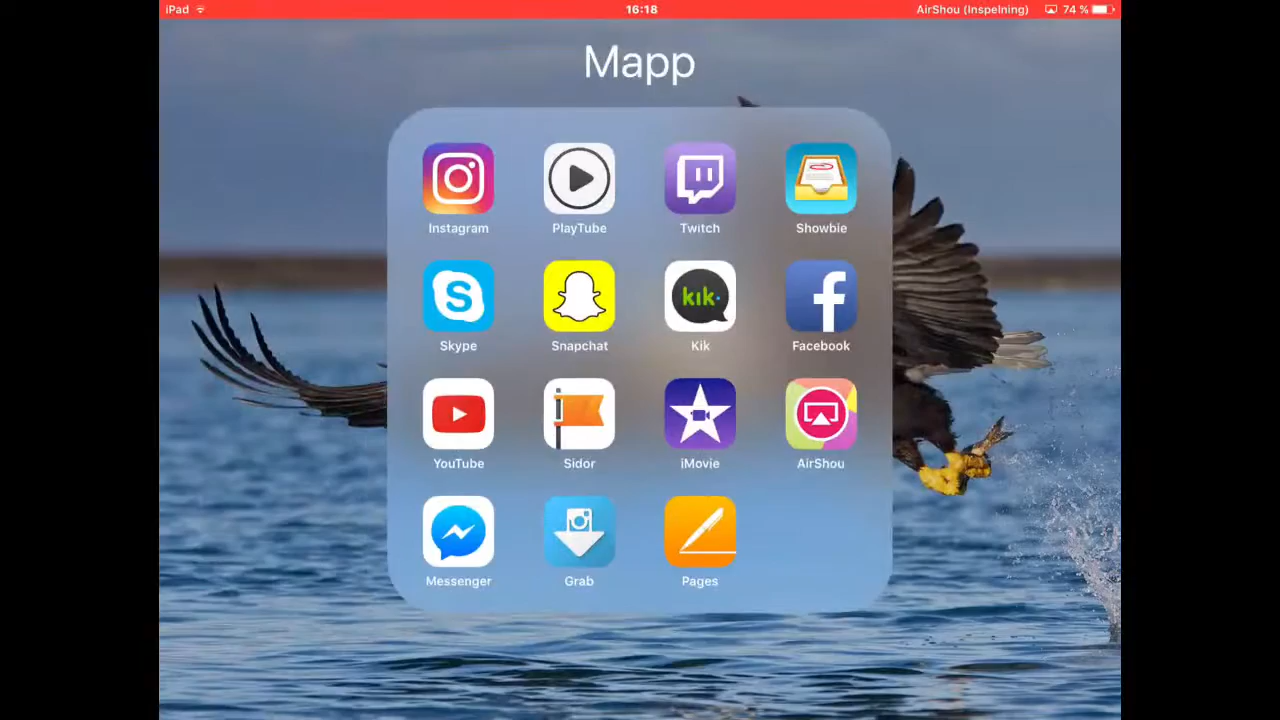 iPad 16:18 AirShou (Inspelning) 74 %
Mapp
Instagram PlayTube Twitch Showbie
kik
Skype Snapchat Kik Facebook
YouTube Sidor iMovie AirShou
Messenger Grab Pages